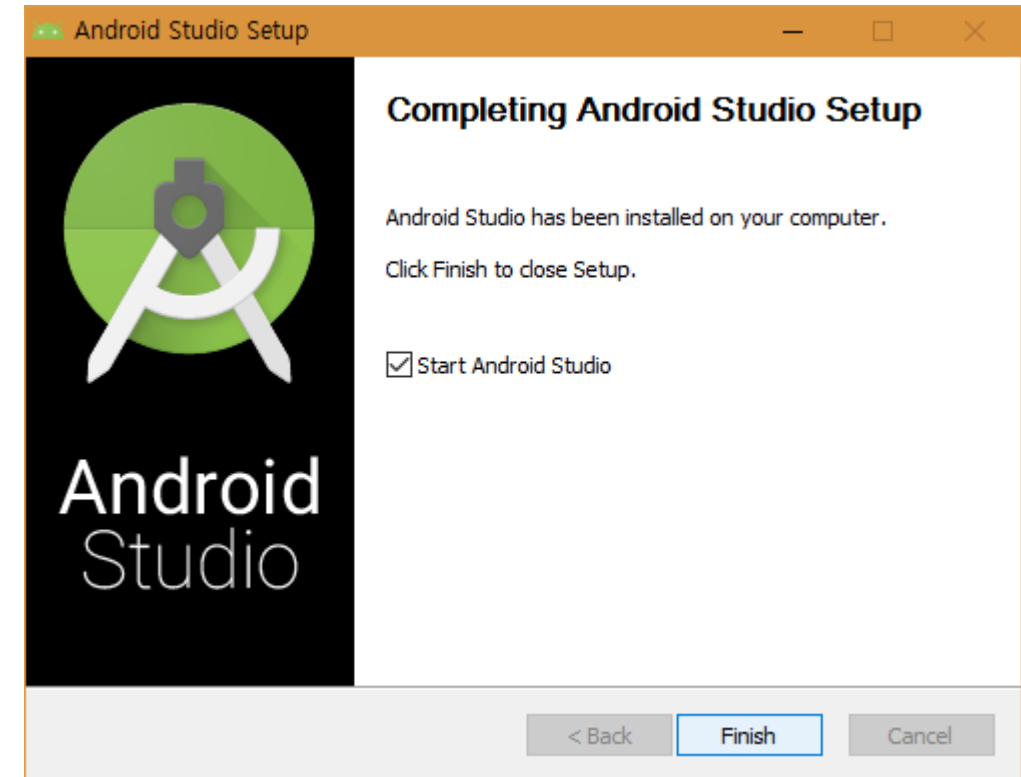 Android Studio Setup
Completing Android Studio Setup
Android Studio has been installed on your computer.
Click Finish to close Setup.
Start Android Studio
Android
Studio
< Back
Finish
Cancel